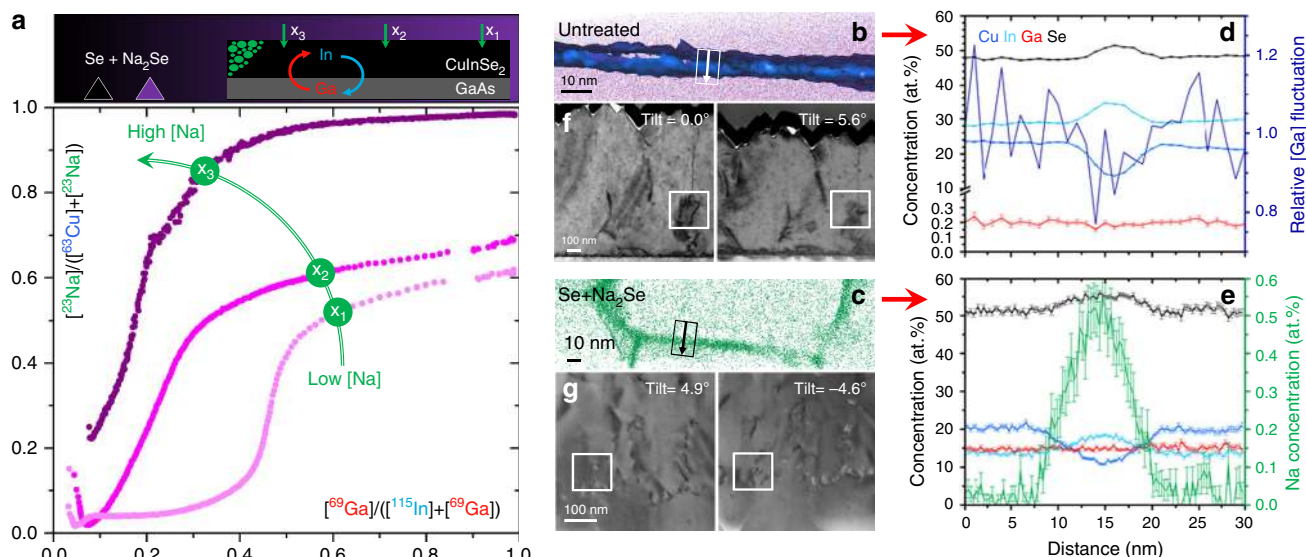 a
x3 x2 x1
Se + Na2Se
In
Ga
CuInSe2
GaAs
[23Na]/([63Cu]+[23Na])
1.0
0.8
0.6
0.4
0.2
0.0
High [Na]
x3
x2
x1
Low [Na]
[69Ga]/([115In]+[69Ga])
0.0 0.2 0.4 0.6 0.8 1.0
Untreated
b
10 nm
f
Tilt = 0.0°
Tilt = 5.6°
100 nm
Se+Na2Se
c
10 nm
g
Tilt= 4.9°
Tilt= –4.6°
100 nm
d
Cu In Ga Se
Concentration (at.%)
60
50
40
30
20
10
0.3
0.2
0.1
0.0
Relative [Ga] fluctuation
1.2
1.0
0.8
e
Concentration (at.%)
60
50
40
30
20
10
0
Na concentration (at.%)
0.6
0.5
0.4
0.3
0.2
0.1
0.0
0 5 10 15 20 25 30
Distance (nm)